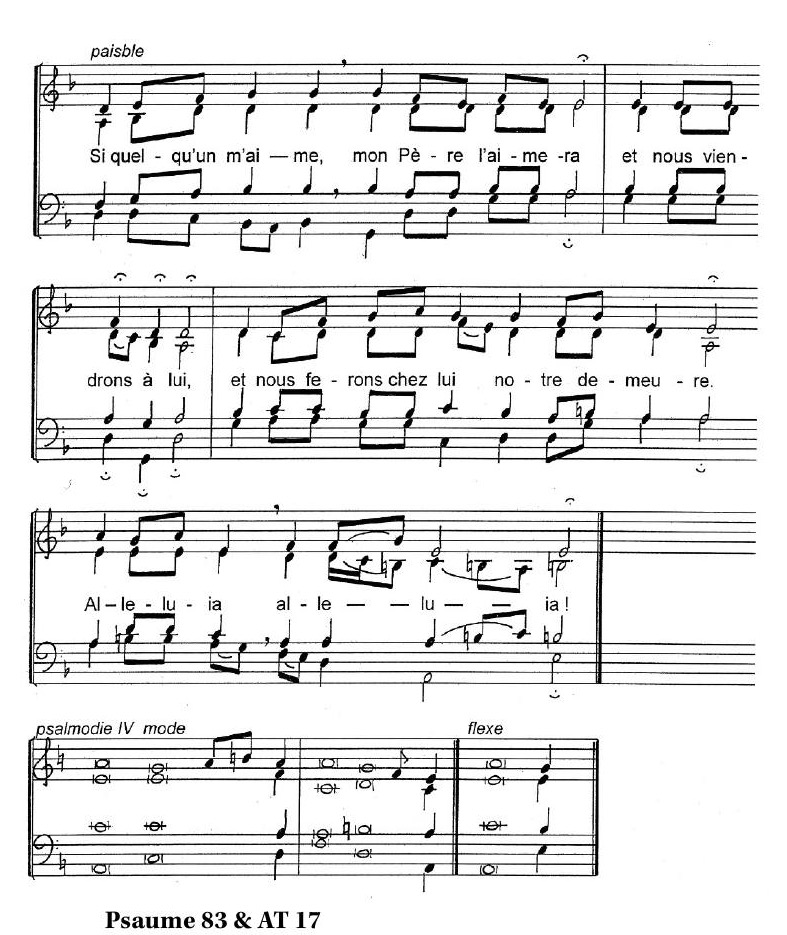 paisble
Si quel - qu'un m'ai — me, mon Pè - re l'ai - me - ra et nous vien -
drons à lui, et nous fe - rons chez lui no - tre de - meu - re.
Al – le - lu - ia al - le — — lu — — ia !
psalmodie IV mode flexe
Psaume 83 & AT 17